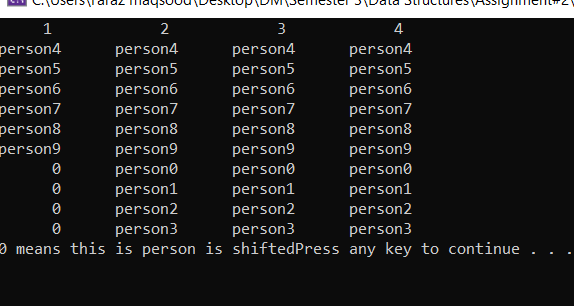 C:\Users\faraz maqsood\Desktop\DM\Semester 3\Data Structures\Assignment#2\
1 2 3 4
person4 person4 person4 person4
person5 person5 person5 person5
person6 person6 person6 person6
person7 person7 person7 person7
person8 person8 person8 person8
person9 person9 person9 person9
0 person0 person0 person0
0 person1 person1 person1
0 person2 person2 person2
0 person3 person3 person3
0 means this is person is shiftedPress any key to continue . . .